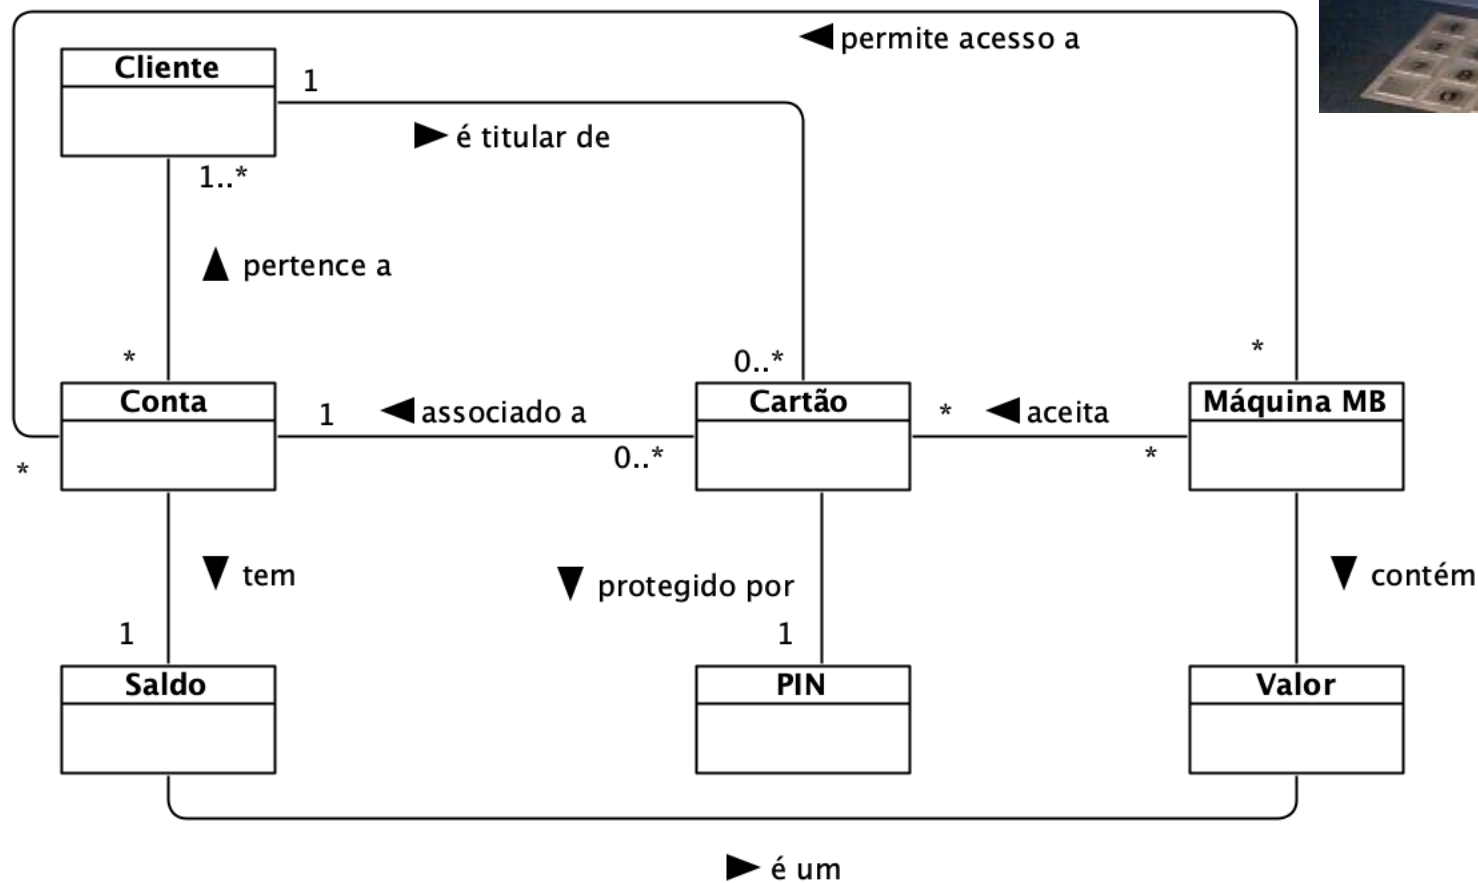 permite acesso a
Cliente
1
é titular de
1..*
pertence a
*
0..*
*
Conta
1
associado a
Cartão
*
aceita
Máquina MB
*
0..*
*
tem
protegido por
contém
1
1
Saldo
PIN
Valor
é um